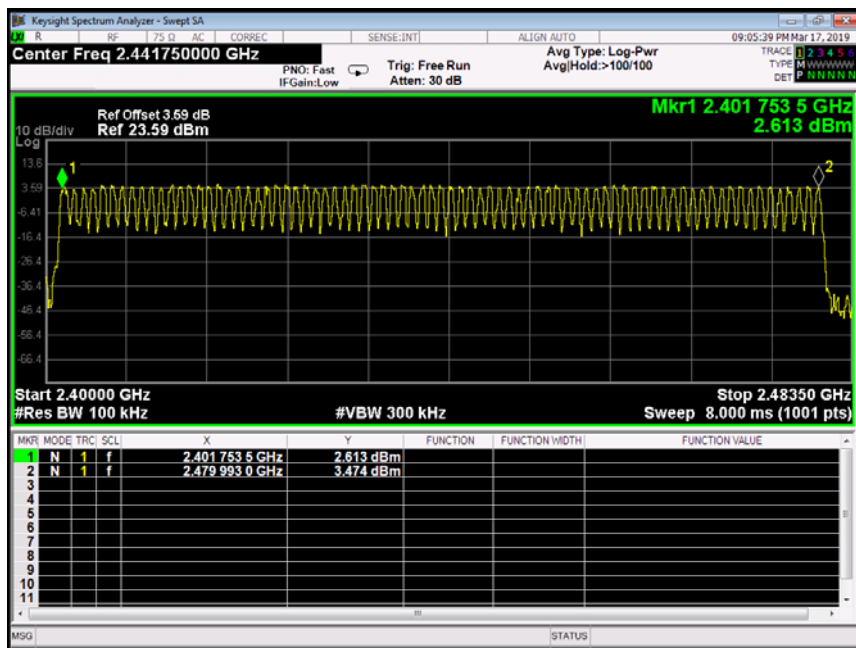 Keysight Spectrum Analyzer - Swept SA
LXI R RF 75 Ω AC CORREC SENSE:INT ALIGN AUTO 09:05:39 PM Mar 17, 2019
Center Freq 2.441750000 GHz
PNO: Fast
IFGain:Low
Trig: Free Run
Atten: 30 dB
Avg Type: Log-Pwr
Avg|Hold:>100/100
TRACE 1 2 3 4 5 6
TYPE M W W W W W
DET P N N N N N
Mkr1 2.401 753 5 GHz
2.613 dBm
Ref Offset 3.59 dB
10 dB/div Ref 23.59 dBm
Log
1
2
13.6
3.59
-6.41
-16.4
-26.4
-36.4
-46.4
-56.4
-66.4
Start 2.40000 GHz Stop 2.48350 GHz
#Res BW 100 kHz #VBW 300 kHz Sweep 8.000 ms (1001 pts)
MKR MODE TRC SCL X Y FUNCTION FUNCTION WIDTH FUNCTION VALUE
1 N 1 f 2.401 753 5 GHz 2.613 dBm
2 N 1 f 2.479 993 0 GHz 3.474 dBm
3
4
5
6
7
8
9
10
11
MSG STATUS